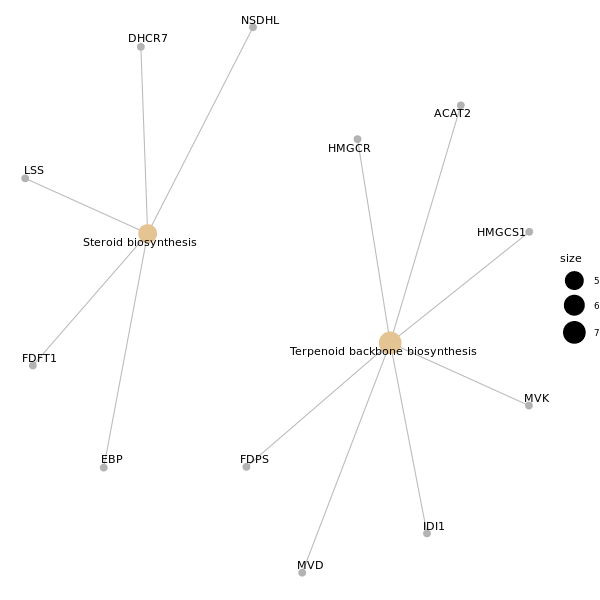 NSDHL
DHCR7
ACAT2
HMGCR
LSS
HMGCS1
Steroid biosynthesis
size
5
6
7
Terpenoid backbone biosynthesis
FDFT1
MVK
EBP
FDPS
IDI1
MVD